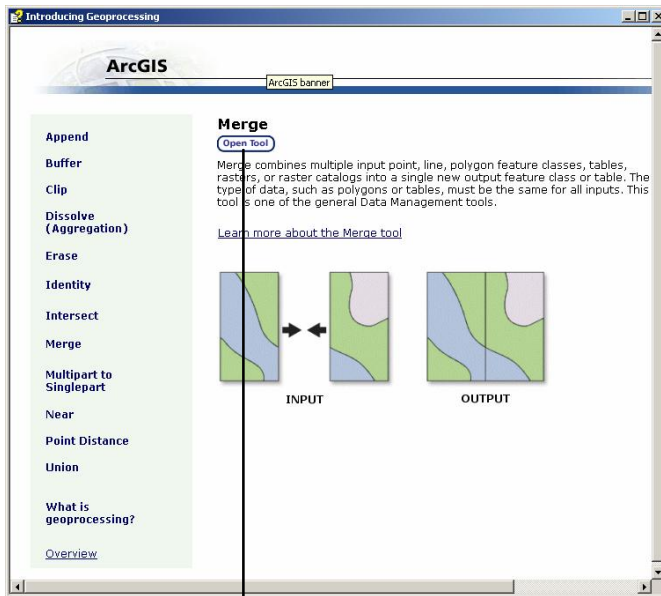 Introducing Geoprocessing
ArcGIS
ArcGIS banner
Append
Buffer
Clip
Dissolve
(Aggregation)
Erase
Identity
Intersect
Merge
Multipart to
Singlepart
Near
Point Distance
Union
What is
geoprocessing?
Overview
Merge
Open Tool
Merge combines multiple input point, line, polygon feature classes, tables,
rasters, or raster catalogs into a single new output feature class or table. The
type of data, such as polygons or tables, must be the same for all inputs. This
tool is one of the general Data Management tools.
Learn more about the Merge tool
INPUT
OUTPUT